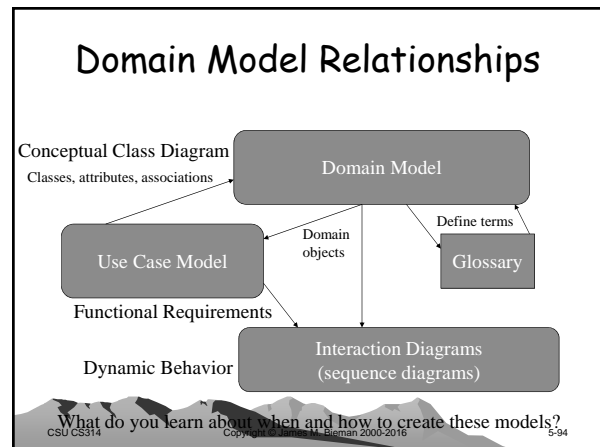 Domain Model Relationships
Conceptual Class Diagram
Classes, attributes, associations
Domain Model
Define terms
Domain
objects
Use Case Model
Glossary
Functional Requirements
Interaction Diagrams
(sequence diagrams)
Dynamic Behavior
What do you learn about when and how to create these models?
CSU CS314
Copyright © James M. Bieman 2000-2016
5-94